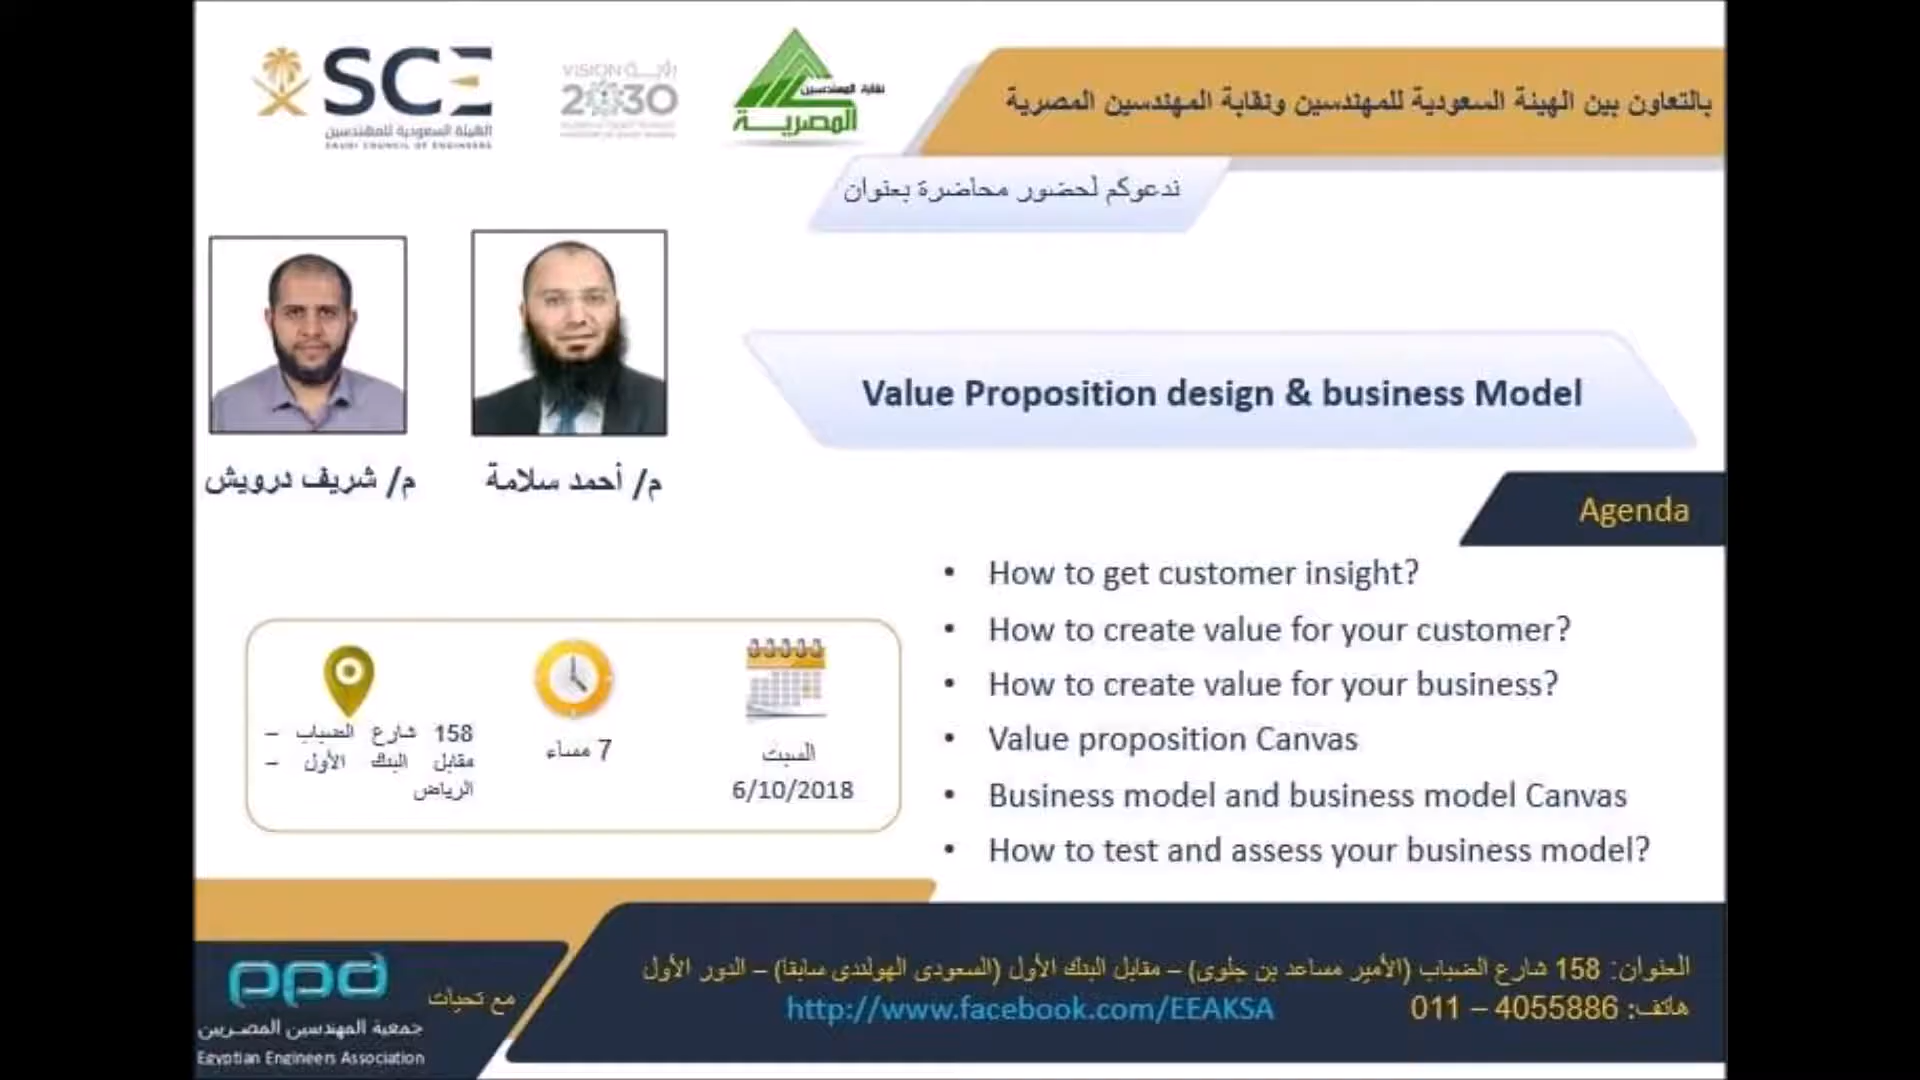 SCE
الهيئة السعودية للمهندسين
SAUDI COUNCIL OF ENGINEERS
VISION رؤية
2030
نقابة المهندسين
المصرية
بالتعاون بين الهيئة السعودية للمهندسين ونقابة المهندسين المصرية
ندعوكم لحضور محاضرة بعنوان
م/ أحمد سلامة
م/ شريف درويش
Value Proposition design & business Model
Agenda
• How to get customer insight?
• How to create value for your customer?
• How to create value for your business?
• Value proposition Canvas
• Business model and business model Canvas
• How to test and assess your business model?
السبت
6/10/2018
7 مساء
158 شارع الضباب –
مقابل البنك الأول –
الرياض
العنوان: 158 شارع الضباب (الأمير مساعد بن جلوى) – مقابل البنك الأول (السعودى الهولندى سابقا) – الدور الأول
هاتف: 4055886 – 011
http://www.facebook.com/EEAKSA
مع تحيات
ppd
جمعية المهندسين المصريين
Egyptian Engineers Association